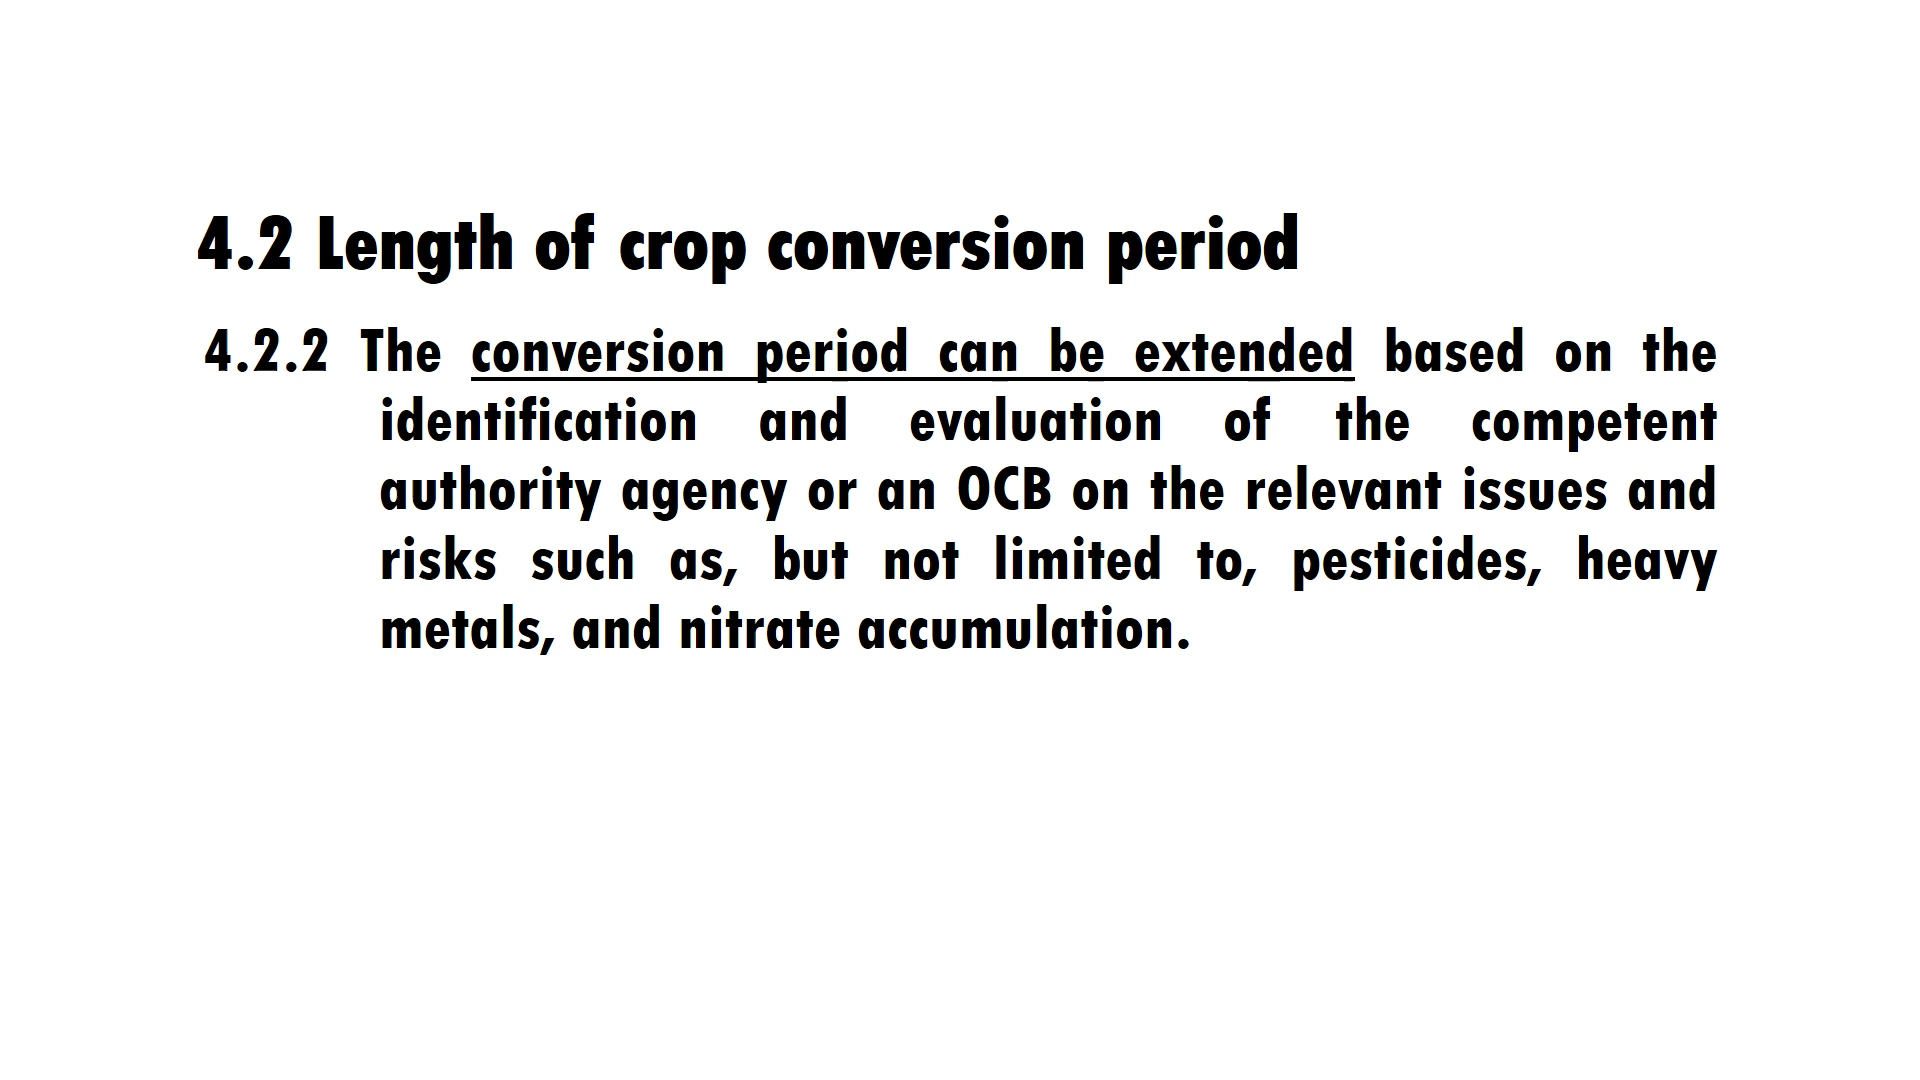 4.2 Length of crop conversion period
4.2.2 The conversion period can be extended based on the
identification and evaluation of the competent
authority agency or an OCB on the relevant issues and
risks such as, but not limited to, pesticides, heavy
metals, and nitrate accumulation.